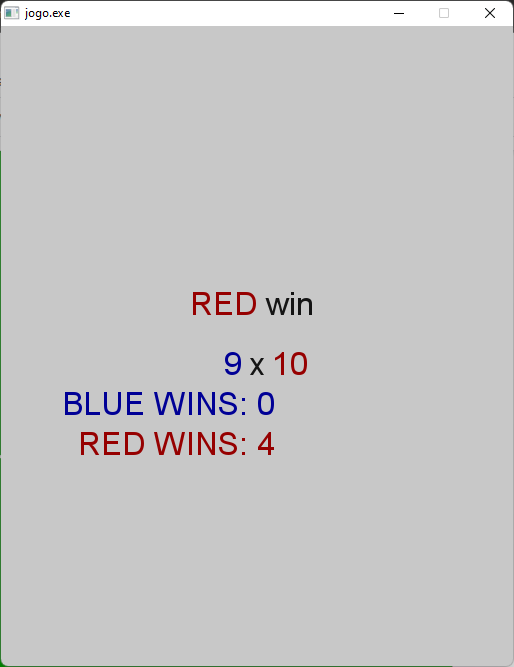 jogo.exe
RED win
9 x 10
BLUE WINS: 0
RED WINS: 4